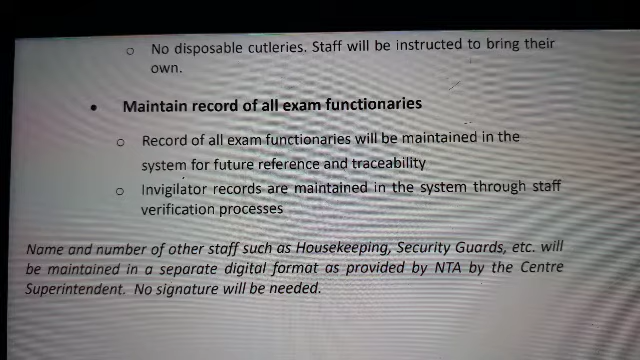 o No disposable cutleries. Staff will be instructed to bring their
own.
• Maintain record of all exam functionaries
o Record of all exam functionaries will be maintained in the
system for future reference and traceability
o Invigilator records are maintained in the system through staff
verification processes
Name and number of other staff such as Housekeeping, Security Guards, etc. will
be maintained in a separate digital format as provided by NTA by the Centre
Superintendent. No signature will be needed.